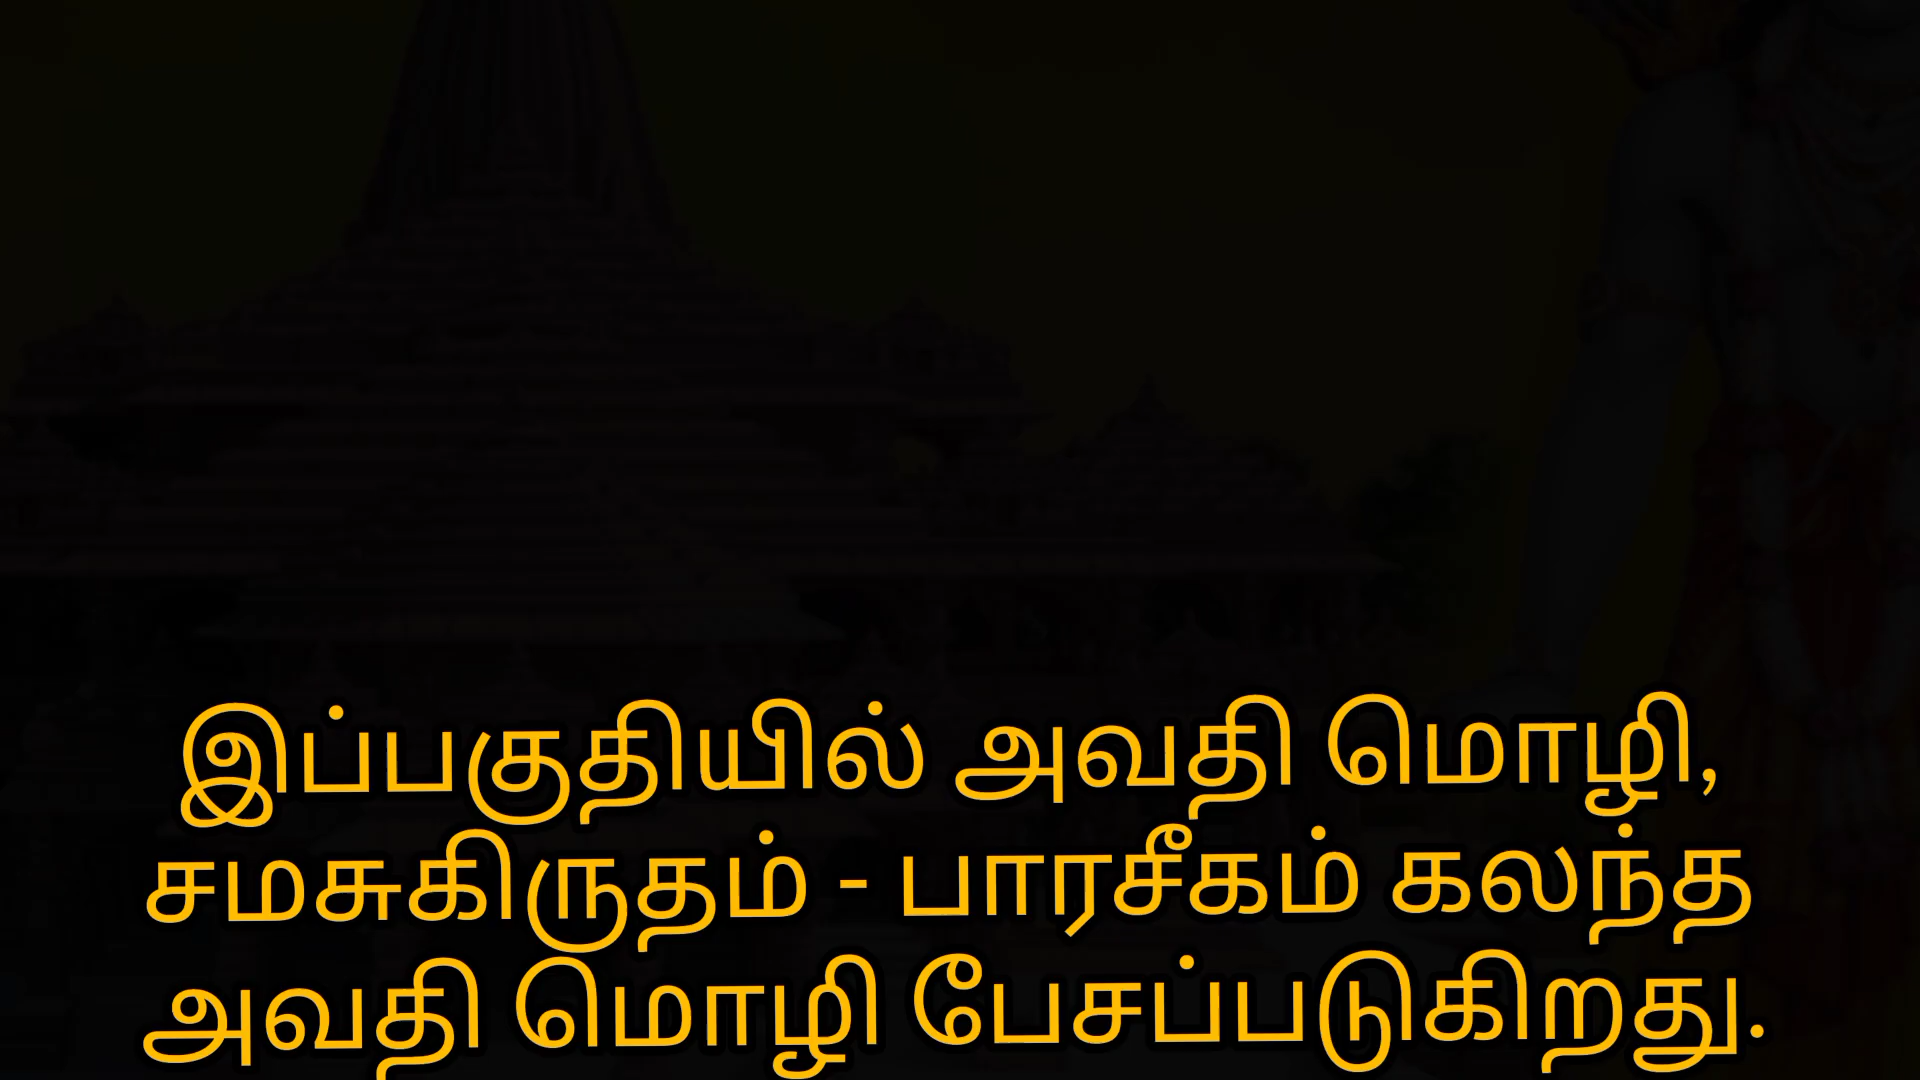 இப்பகுதியில் அவதி மொழி,
சமசுகிருதம் - பாரசீகம் கலந்த
அவதி மொழி பேசப்படுகிறது.